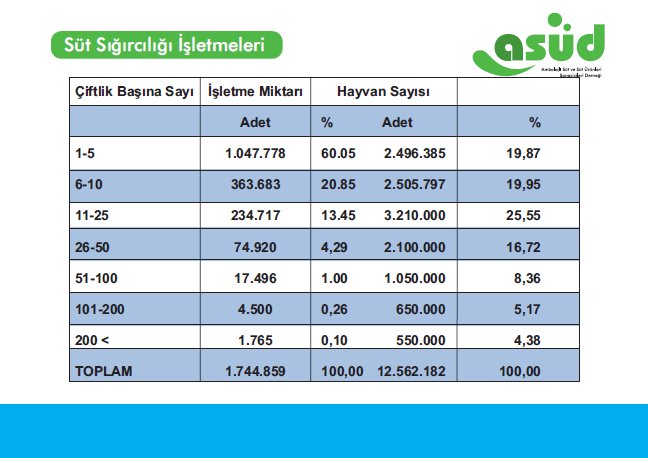 Süt Sığırcılığı İşletmeleri
asüd
Ambalajlı Süt ve Süt Ürünleri
Sanayicileri Derneği
Çiftlik Başına Sayı İşletme Miktarı Hayvan Sayısı
Adet % Adet %
1-5 1.047.778 60.05 2.496.385 19,87
6-10 363.683 20.85 2.505.797 19,95
11-25 234.717 13.45 3.210.000 25,55
26-50 74.920 4,29 2.100.000 16,72
51-100 17.496 1.00 1.050.000 8,36
101-200 4.500 0,26 650.000 5,17
200 < 1.765 0,10 550.000 4,38
TOPLAM 1.744.859 100,00 12.562.182 100,00